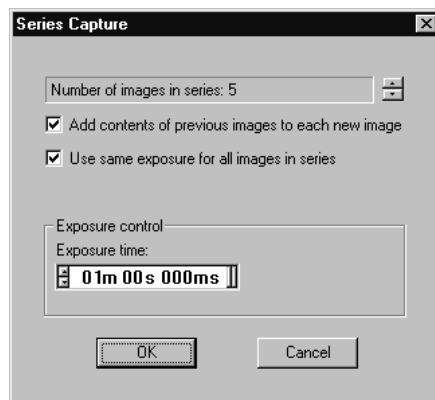 Series Capture
Number of images in series: 5
Add contents of previous images to each new image
Use same exposure for all images in series
Exposure control
Exposure time:
01m 00s 000ms
OK
Cancel